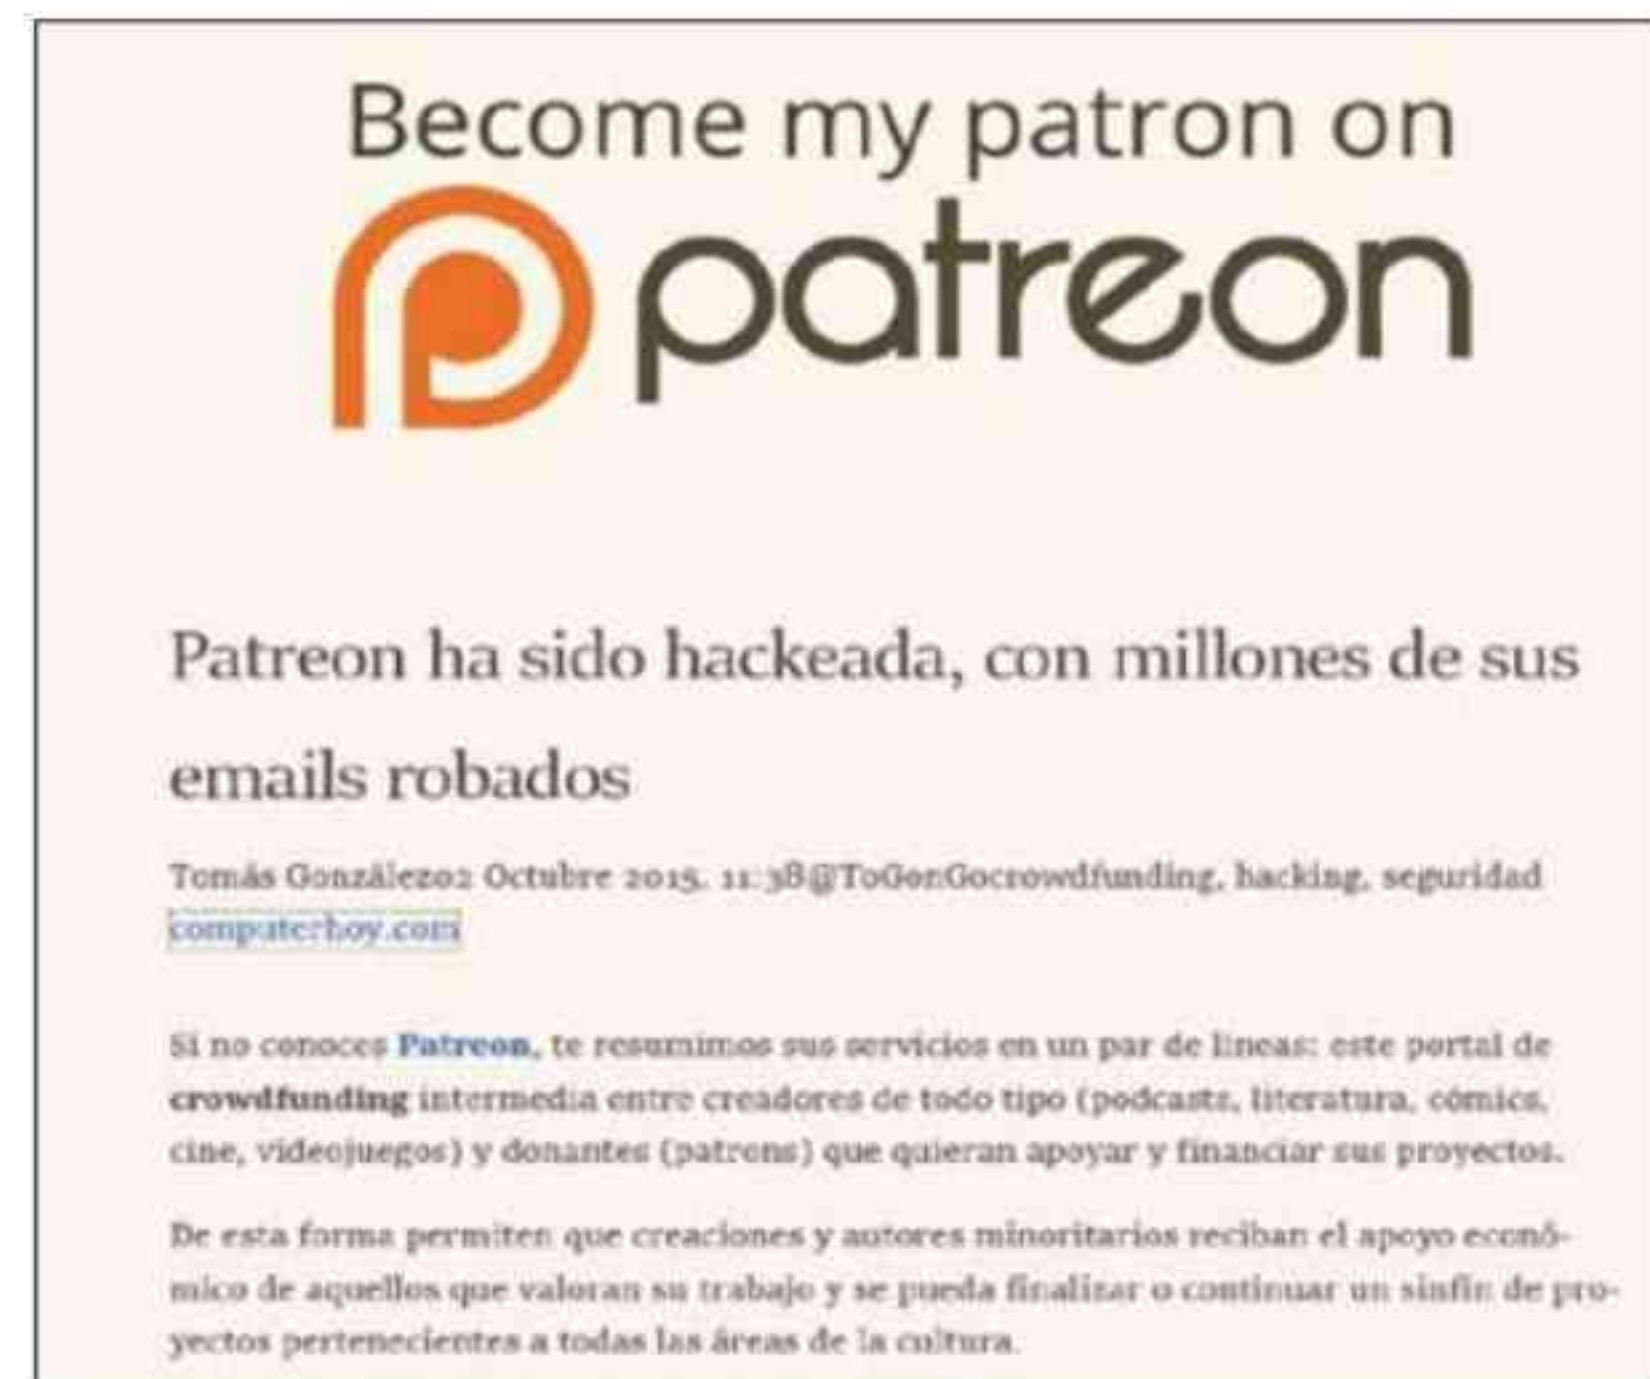 Become my patron on
patreon
Patreon ha sido hackeada, con millones de sus
emails robados
Tomás González02 Octubre 2015. 11:38@ToGonGocrowdfunding, hacking, seguridad
computerhoy.com
Si no conoces Patreon, te resumimos sus servicios en un par de líneas: este portal de
crowdfunding intermedia entre creadores de todo tipo (podcasts, literatura, cómics,
cine, videojuegos) y donantes (patrons) que quieran apoyar y financiar sus proyectos.
De esta forma permiten que creaciones y autores minoritarios reciban el apoyo econó-
mico de aquellos que valoran su trabajo y se pueda finalizar o continuar un sinfín de pro-
yectos pertenecientes a todas las áreas de la cultura.